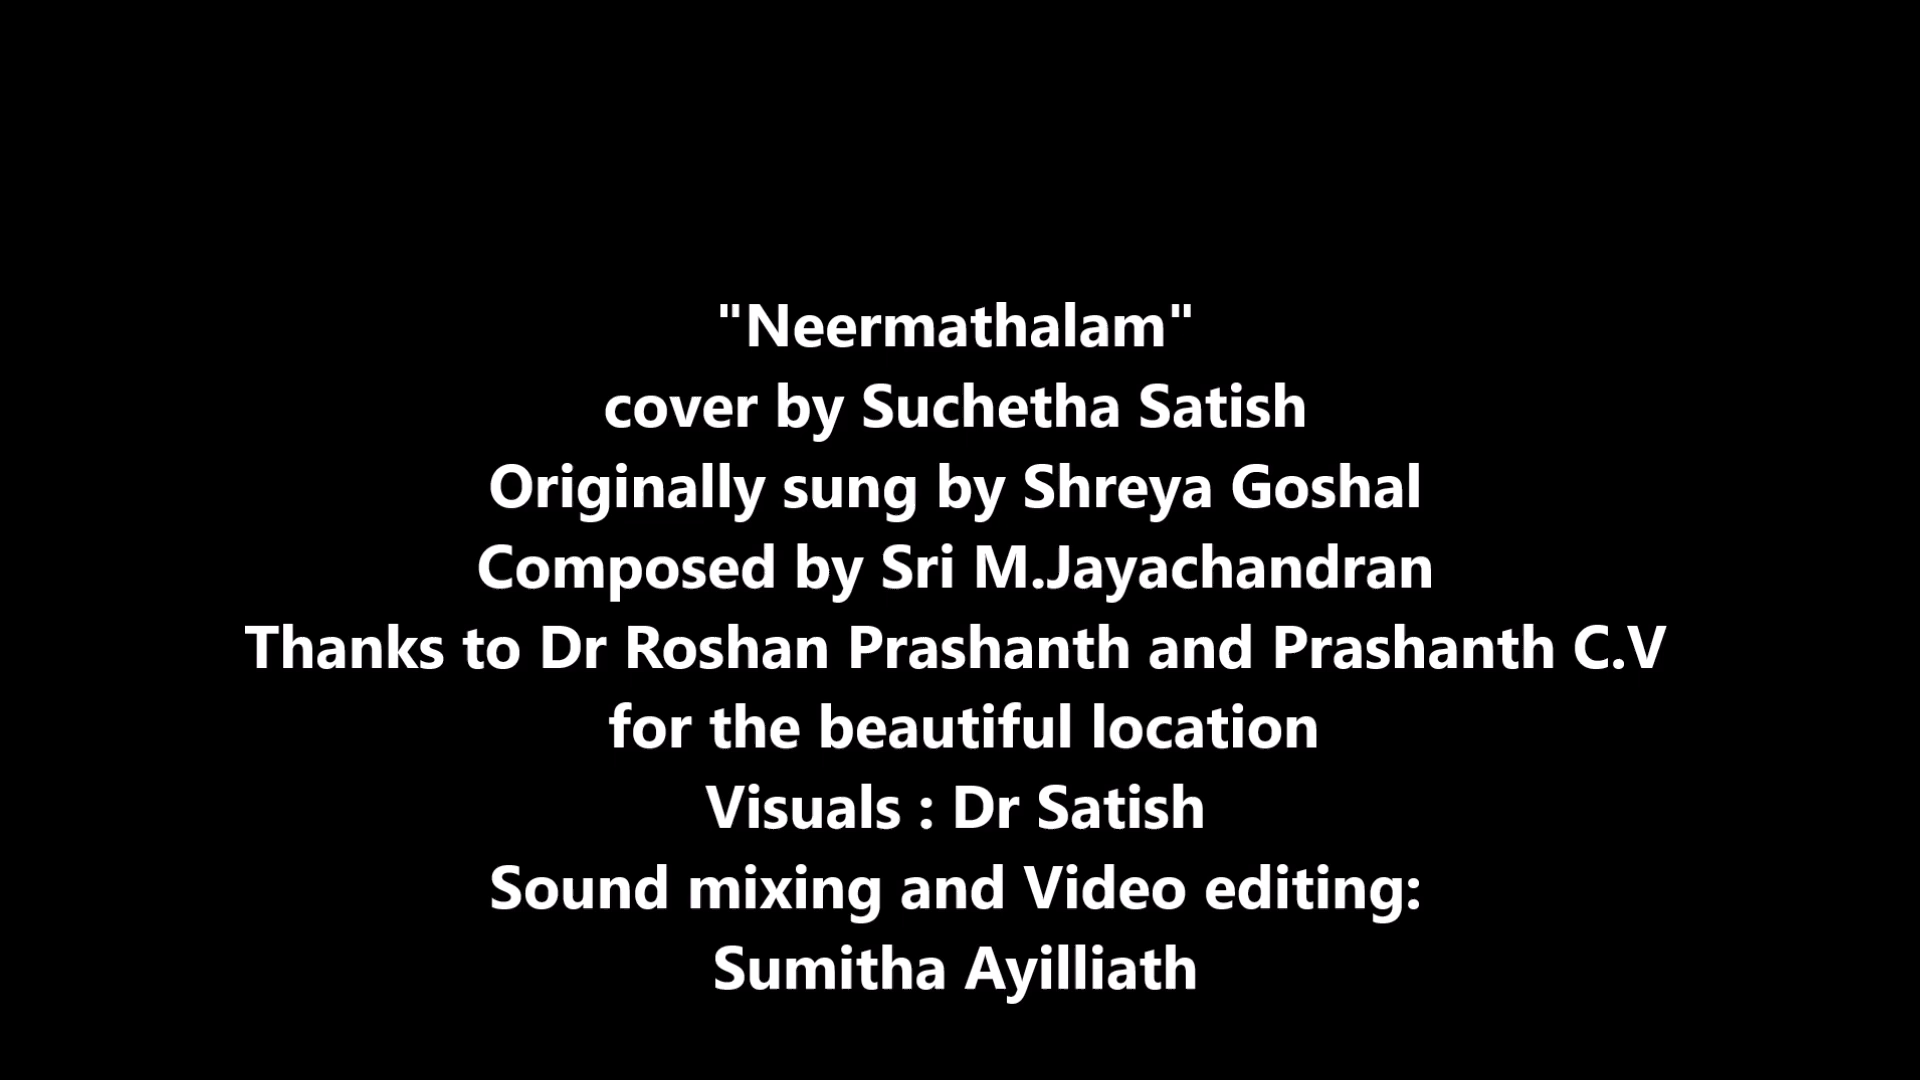 "Neermathalam"
cover by Suchetha Satish
Originally sung by Shreya Goshal
Composed by Sri M.Jayachandran
Thanks to Dr Roshan Prashanth and Prashanth C.V
for the beautiful location
Visuals : Dr Satish
Sound mixing and Video editing:
Sumitha Ayilliath